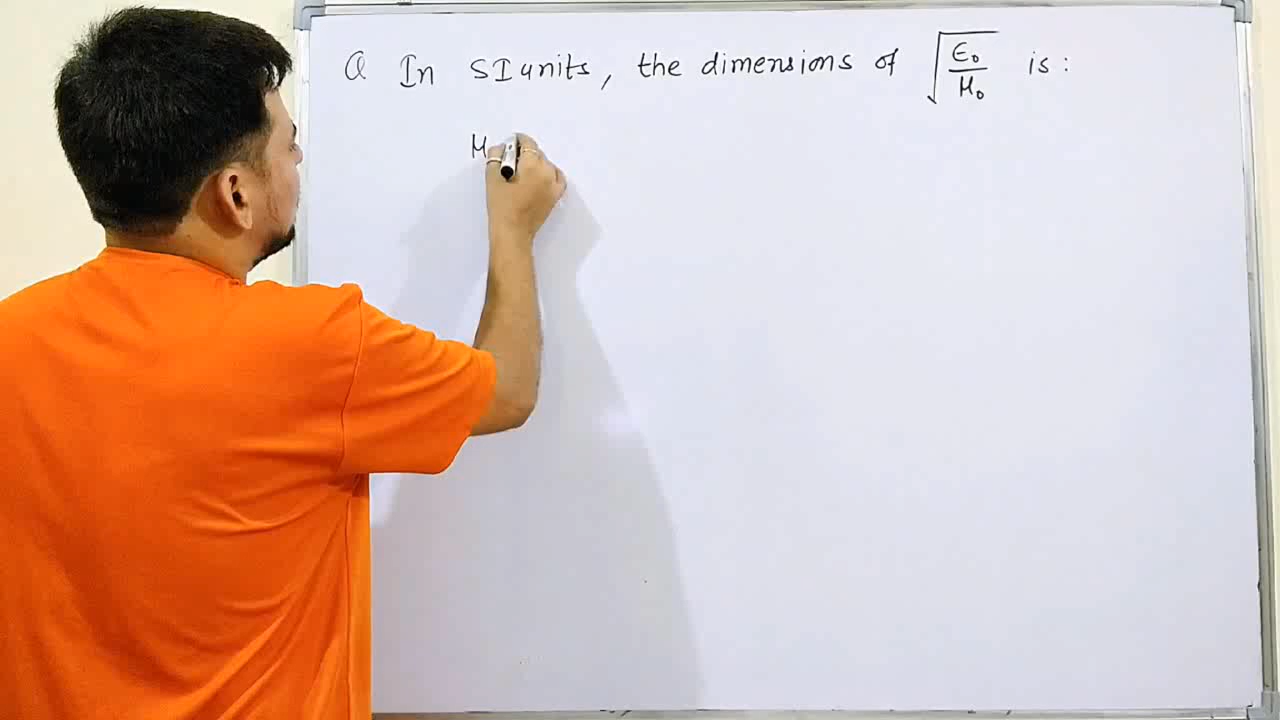 Q In SI units, the dimensions of √(ε₀/μ₀) is :
μ